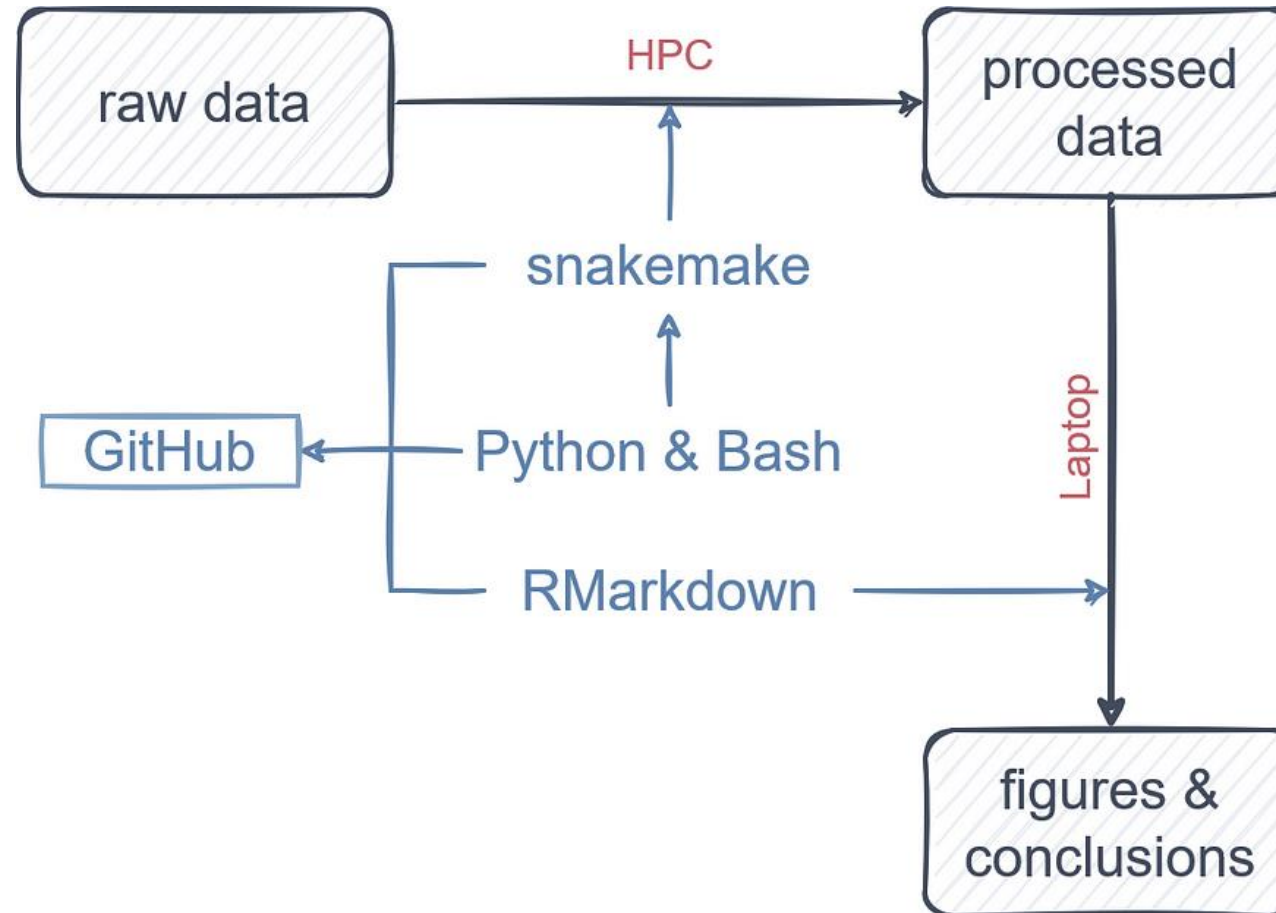 raw data
HPC
processed
data
snakemake
GitHub
Python & Bash
Laptop
RMarkdown
figures &
conclusions